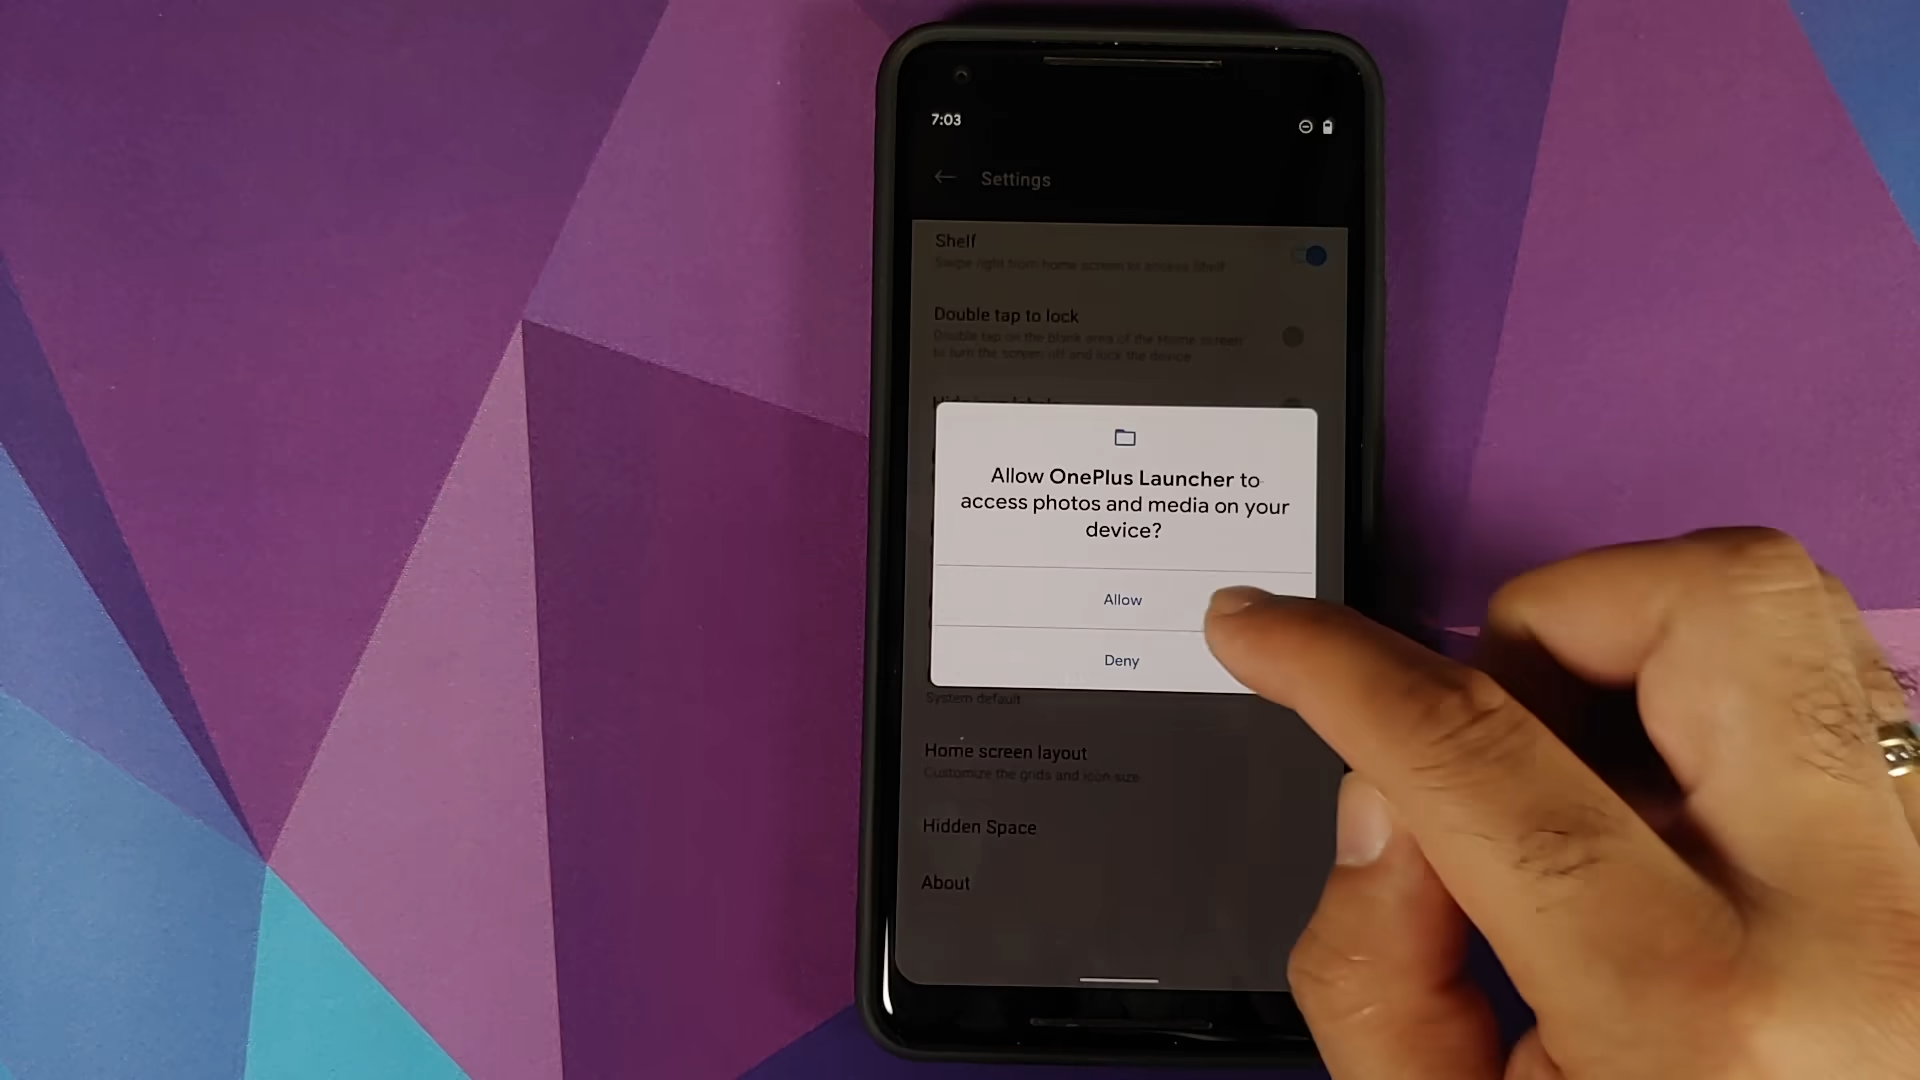 7:03
Settings
Shelf
Swipe right from home screen to access Shelf
Double tap to lock
Double tap on the blank area of the Home screen
to turn the screen off and lock the device
Hide icon labels
Allow OnePlus Launcher to
access photos and media on your
device?
Allow
Deny
System default
Home screen layout
Customize the grids and icon size
Hidden Space
About